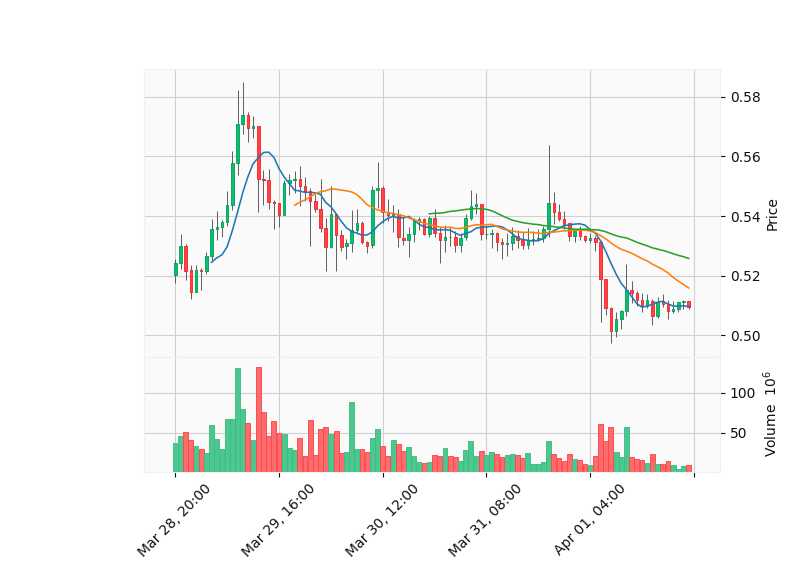 0.58
0.56
0.54
0.52
0.50
Price
100
50
Volume 10^6
Mar 28, 20:00
Mar 29, 16:00
Mar 30, 12:00
Mar 31, 08:00
Apr 01, 04:00